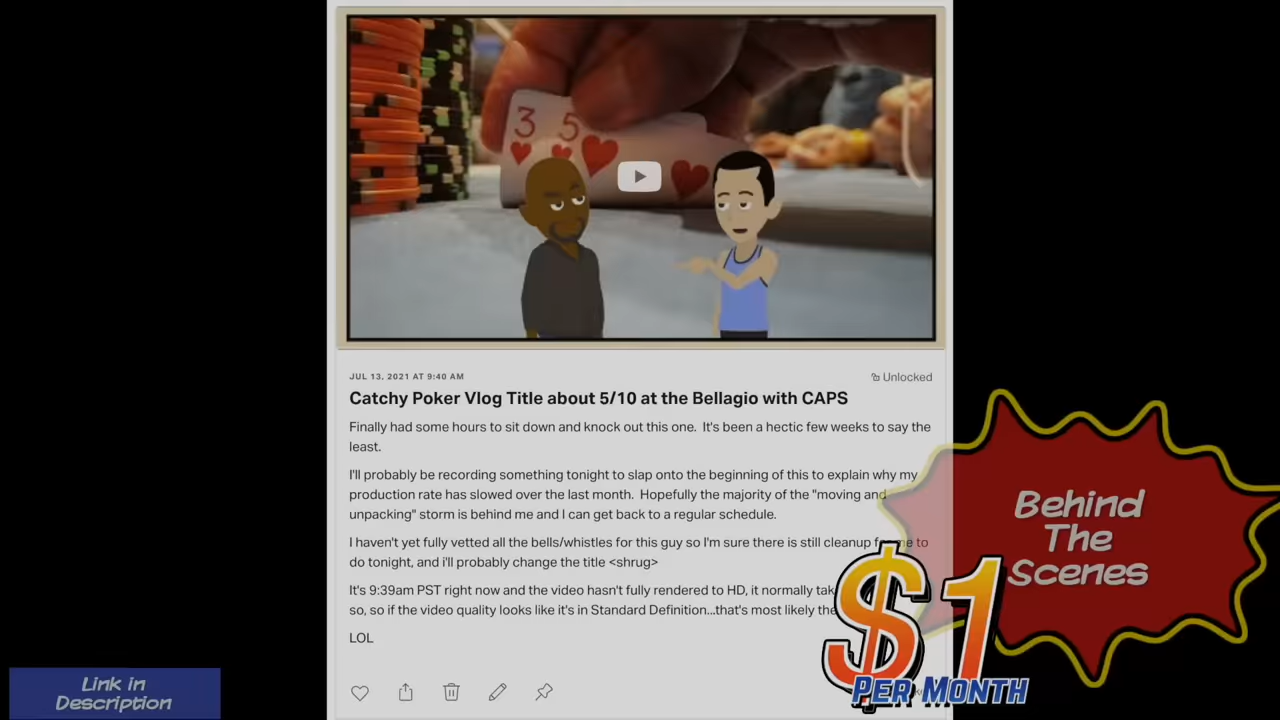 3 5
JUL 13, 2021 AT 9:40 AM
Unlocked
Catchy Poker Vlog Title about 5/10 at the Bellagio with CAPS
Finally had some hours to sit down and knock out this one. It's been a hectic few weeks to say the
least.
I'll probably be recording something tonight to slap onto the beginning of this to explain why my
production rate has slowed over the last month. Hopefully the majority of the "moving and
unpacking" storm is behind me and I can get back to a regular schedule.
I haven't yet fully vetted all the bells/whistles for this guy so I'm sure there is still cleanup for me to
do tonight, and i'll probably change the title <shrug>
It's 9:39am PST right now and the video hasn't fully rendered to HD, it normally
so, so if the video quality looks like it's in Standard Definition...that's most likely
LOL
Behind
The
Scenes
$1
Per Month
Link in
Description